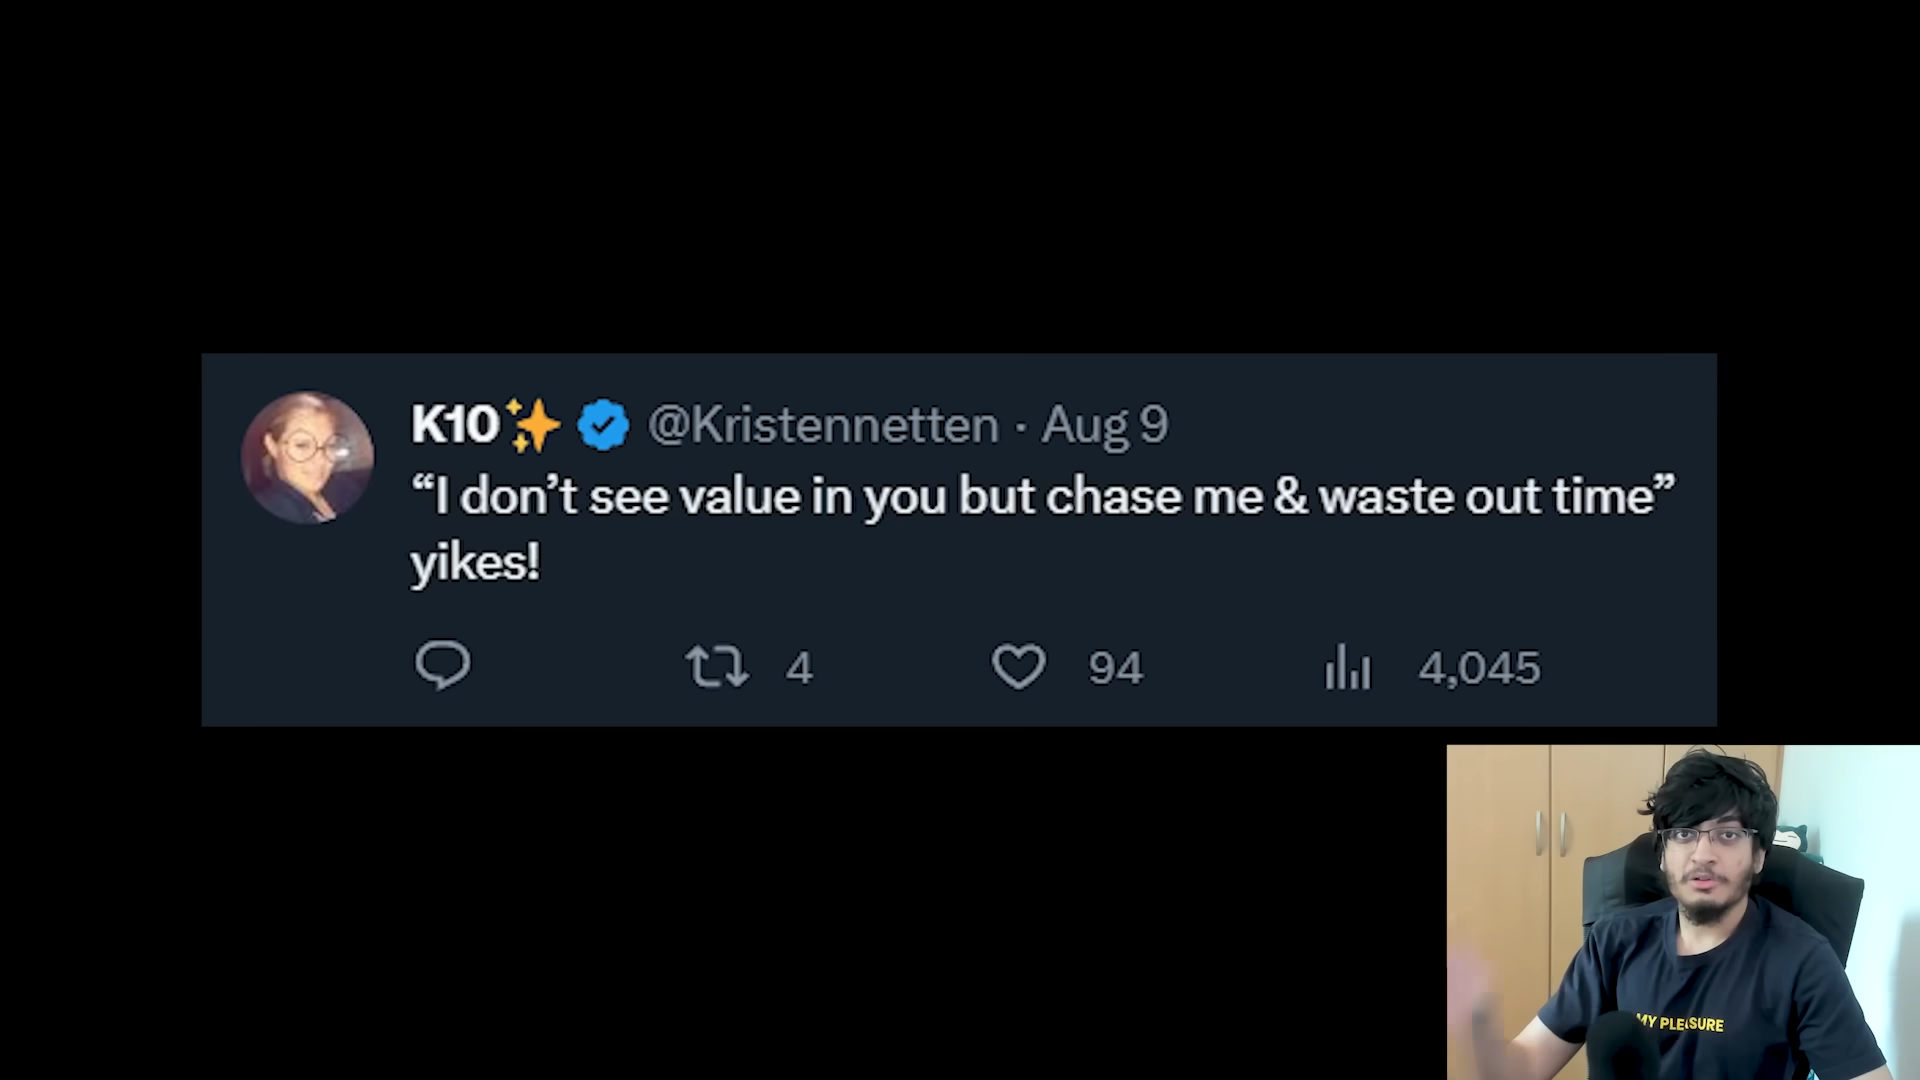 K10✨ @Kristennetten · Aug 9
“I don’t see value in you but chase me & waste out time”
yikes!
4 94 4,045
MY PLEASURE